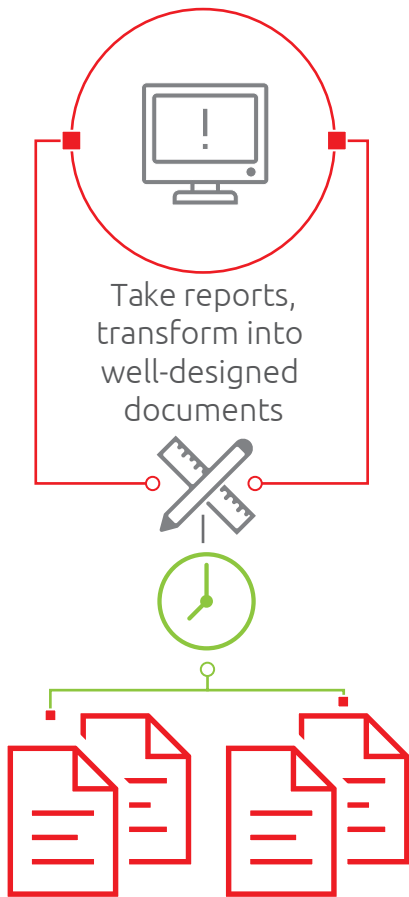 !
Take reports,
transform into
well-designed
documents